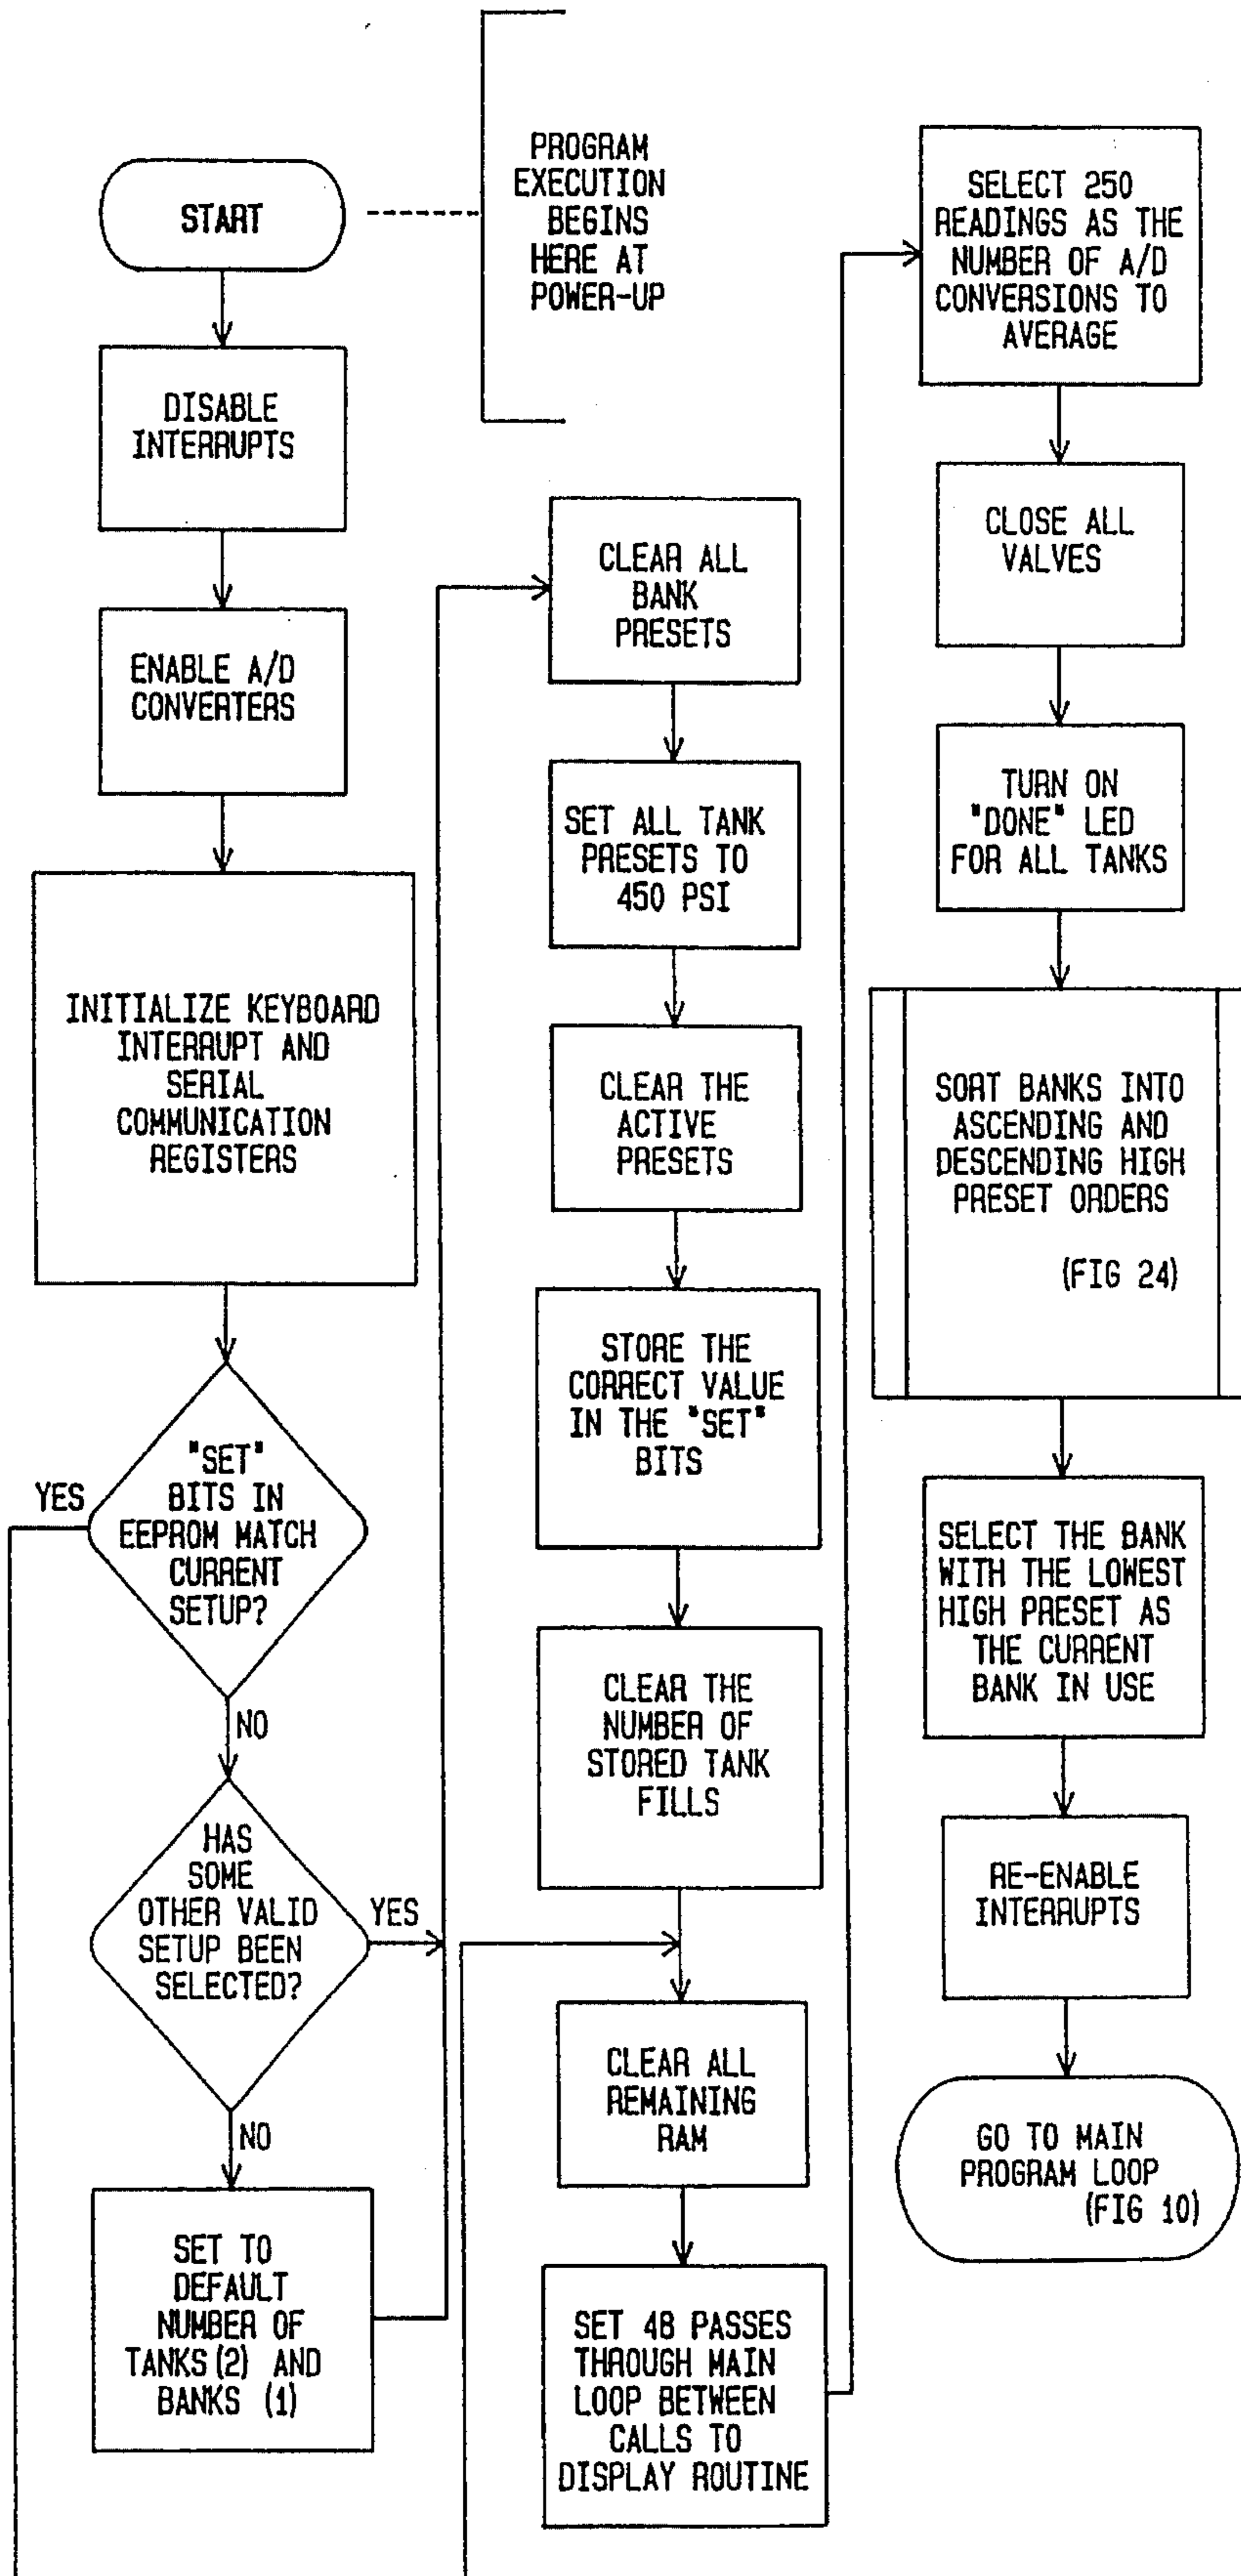 START
PROGRAM
EXECUTION
BEGINS
HERE AT
POWER-UP
DISABLE
INTERRUPTS
ENABLE A/D
CONVERTERS
INITIALIZE KEYBOARD
INTERRUPT AND
SERIAL
COMMUNICATION
REGISTERS
"SET"
BITS IN
EEPROM MATCH
CURRENT
SETUP?
YES
NO
HAS
SOME
OTHER VALID
SETUP BEEN
SELECTED?
YES
NO
SET TO
DEFAULT
NUMBER OF
TANKS (2) AND
BANKS (1)
CLEAR ALL
BANK
PRESETS
SET ALL TANK
PRESETS TO
450 PSI
CLEAR THE
ACTIVE
PRESETS
STORE THE
CORRECT VALUE
IN THE "SET"
BITS
CLEAR THE
NUMBER OF
STORED TANK
FILLS
CLEAR ALL
REMAINING
RAM
SET 48 PASSES
THROUGH MAIN
LOOP BETWEEN
CALLS TO
DISPLAY ROUTINE
SELECT 250
READINGS AS THE
NUMBER OF A/D
CONVERSIONS TO
AVERAGE
CLOSE ALL
VALVES
TURN ON
"DONE" LED
FOR ALL TANKS
SORT BANKS INTO
ASCENDING AND
DESCENDING HIGH
PRESET ORDERS
(FIG 24)
SELECT THE BANK
WITH THE LOWEST
HIGH PRESET AS
THE CURRENT
BANK IN USE
RE-ENABLE
INTERRUPTS
GO TO MAIN
PROGRAM LOOP
(FIG 10)